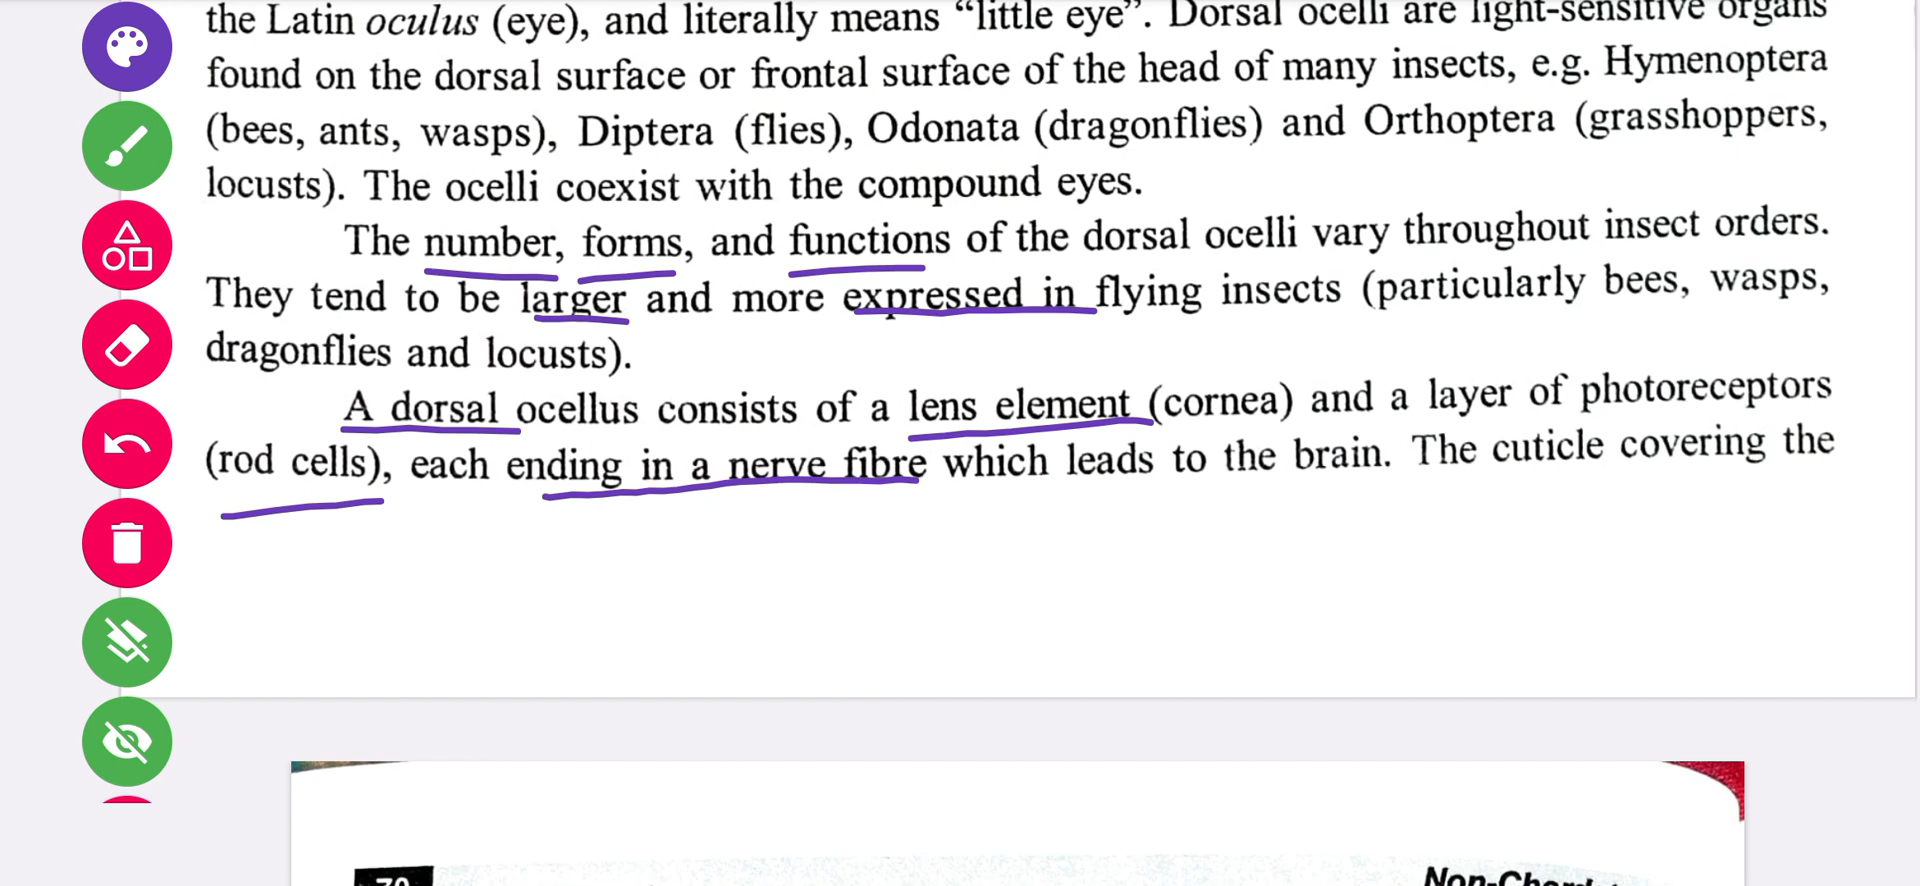 the Latin oculus (eye), and literally means “little eye”. Dorsal ocelli are light-sensitive organs
found on the dorsal surface or frontal surface of the head of many insects, e.g. Hymenoptera
(bees, ants, wasps), Diptera (flies), Odonata (dragonflies) and Orthoptera (grasshoppers,
locusts). The ocelli coexist with the compound eyes.
The number, forms, and functions of the dorsal ocelli vary throughout insect orders.
They tend to be larger and more expressed in flying insects (particularly bees, wasps,
dragonflies and locusts).
A dorsal ocellus consists of a lens element (cornea) and a layer of photoreceptors
(rod cells), each ending in a nerve fibre which leads to the brain. The cuticle covering the
70